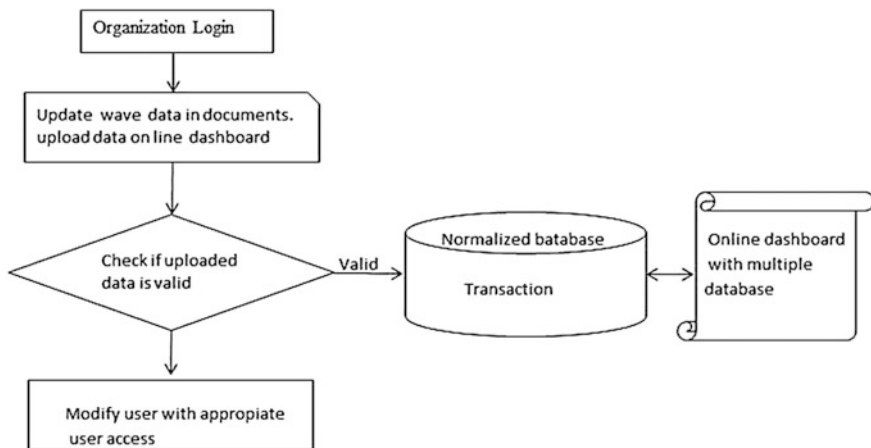 Organization Login
Update wave data in documents.
upload data on line dashboard
Check if uploaded
data is valid
Valid
Normalized batabase
Transaction
Online dashboard
with multiple
database
Modify user with appropiate
user access